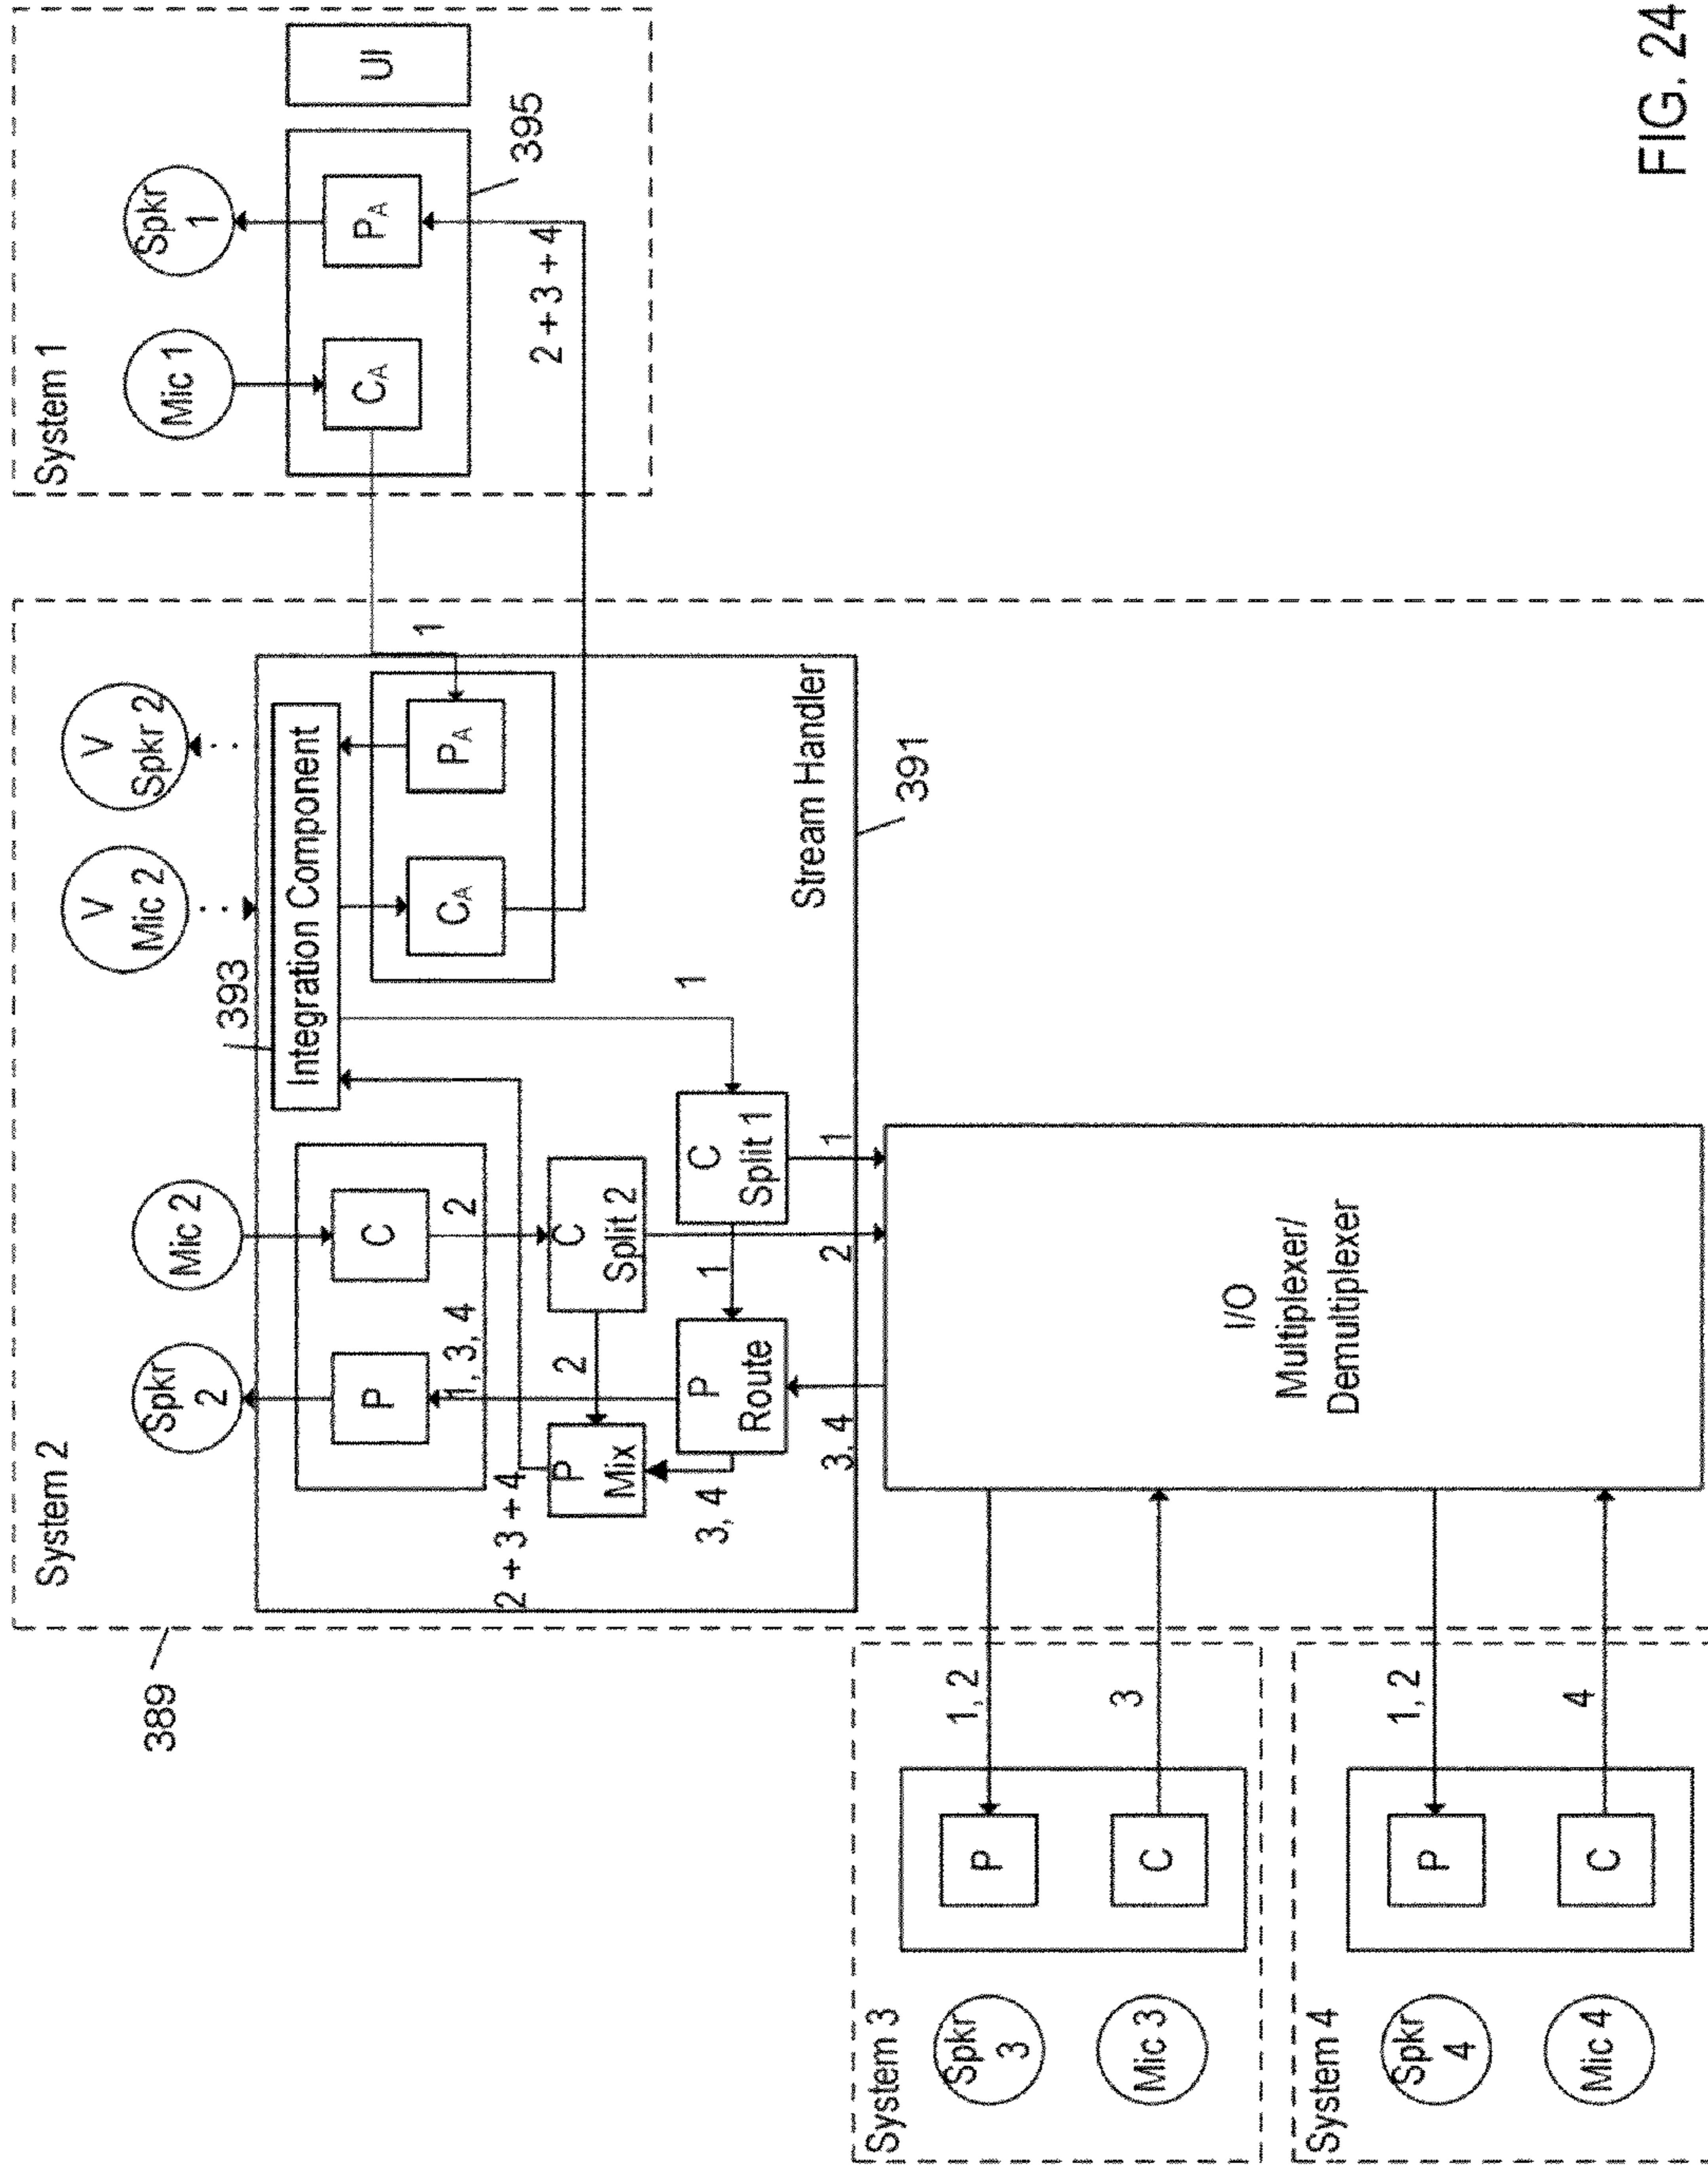 System 1
Mic 1
Spkr
1
CA
PA
UI
395
2 + 3 + 4
System 2
389
Spkr
2
Mic 2
V
Mic 2
V
Spkr 2
393
Integration Component
P
C
CA
PA
1
1, 3, 4
2
2 + 3 + 4
P
Mix
2
C
Split 2
1
3, 4
P
Route
1
C
Split 1
Stream Handler
391
3, 4
2
1
I/O
Multiplexer/
Demultiplexer
System 3
Spkr
3
Mic 3
P
C
1, 2
3
System 4
Spkr
4
Mic 4
P
C
1, 2
4
FIG. 24